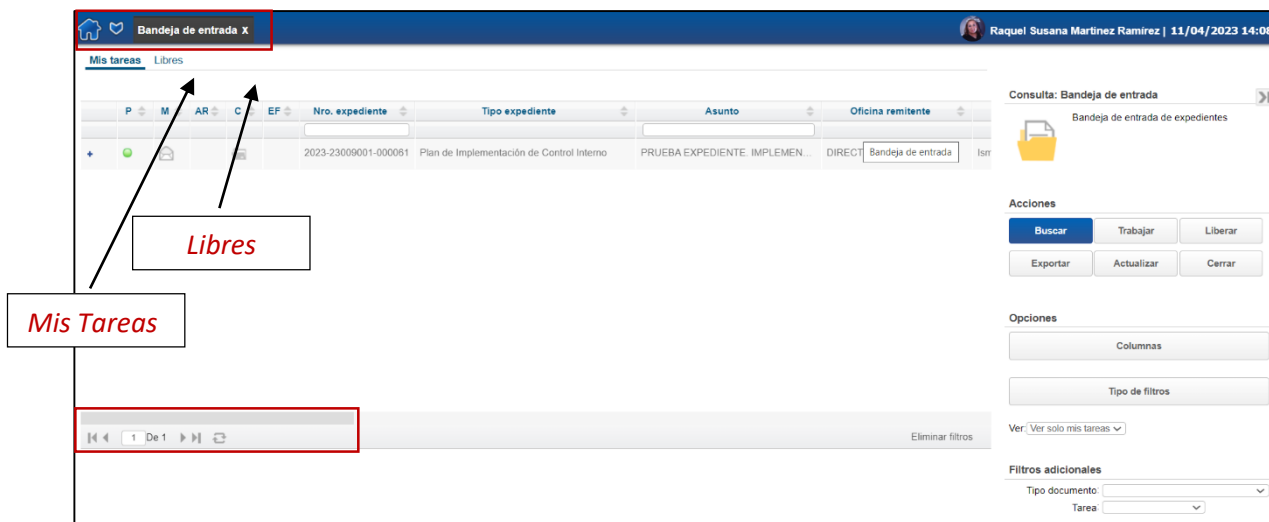 Bandeja de entrada x
Raquel Susana Martinez Ramírez | 11/04/2023 14:08
Mis tareas Libres
P M AR C EF Nro. expediente Tipo expediente Asunto Oficina remitente
2023-23009001-000061 Plan de Implementación de Control Interno PRUEBA EXPEDIENTE. IMPLEMEN... DIRECT Bandeja de entrada Ism
Libres
Mis Tareas
1 De 1 Eliminar filtros
Consulta: Bandeja de entrada
Bandeja de entrada de expedientes
Acciones
Buscar Trabajar Liberar
Exportar Actualizar Cerrar
Opciones
Columnas
Tipo de filtros
Ver: Ver solo mis tareas
Filtros adicionales
Tipo documento:
Tarea: